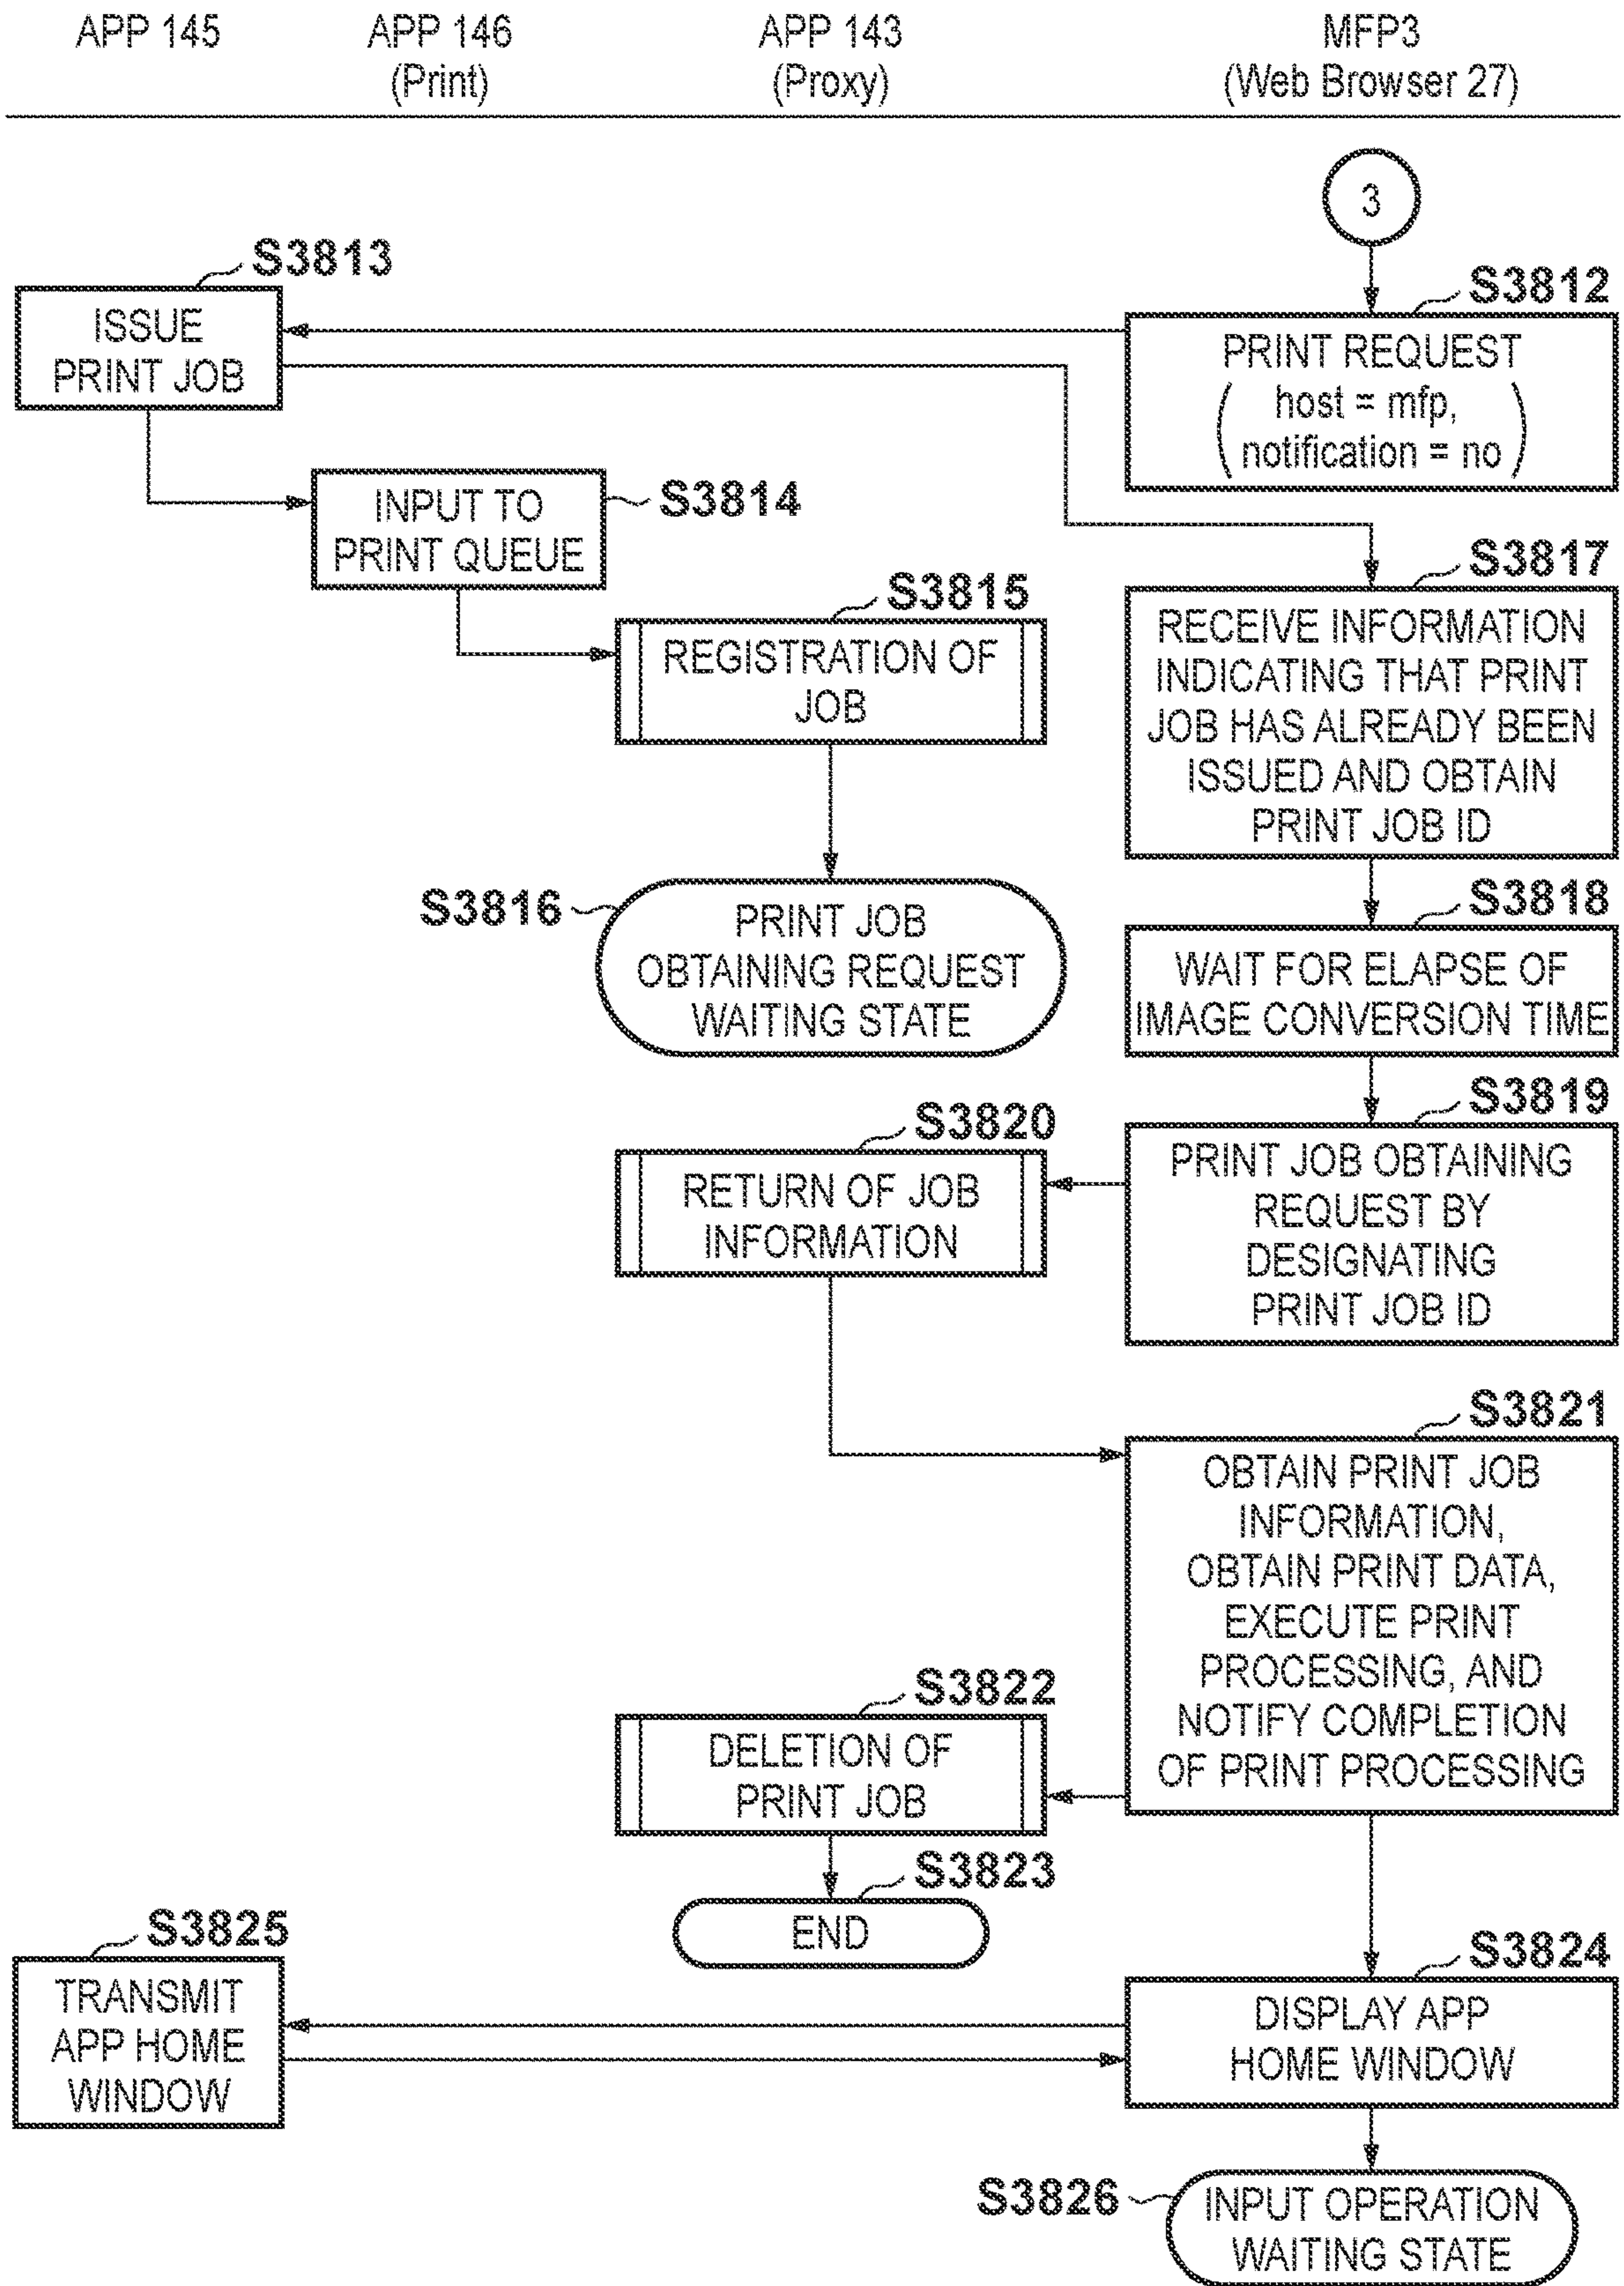 APP 145
APP 146
(Print)
APP 143
(Proxy)
MFP3
(Web Browser 27)
3
S3813
ISSUE
PRINT JOB
S3812
PRINT REQUEST
( host = mfp,
notification = no )
S3814
INPUT TO
PRINT QUEUE
S3815
REGISTRATION OF
JOB
S3817
RECEIVE INFORMATION
INDICATING THAT PRINT
JOB HAS ALREADY BEEN
ISSUED AND OBTAIN
PRINT JOB ID
S3816
PRINT JOB
OBTAINING REQUEST
WAITING STATE
S3818
WAIT FOR ELAPSE OF
IMAGE CONVERSION TIME
S3819
PRINT JOB OBTAINING
REQUEST BY
DESIGNATING
PRINT JOB ID
S3820
RETURN OF JOB
INFORMATION
S3821
OBTAIN PRINT JOB
INFORMATION,
OBTAIN PRINT DATA,
EXECUTE PRINT
PROCESSING, AND
NOTIFY COMPLETION
OF PRINT PROCESSING
S3822
DELETION OF
PRINT JOB
S3823
END
S3825
TRANSMIT
APP HOME
WINDOW
S3824
DISPLAY APP
HOME WINDOW
S3826
INPUT OPERATION
WAITING STATE